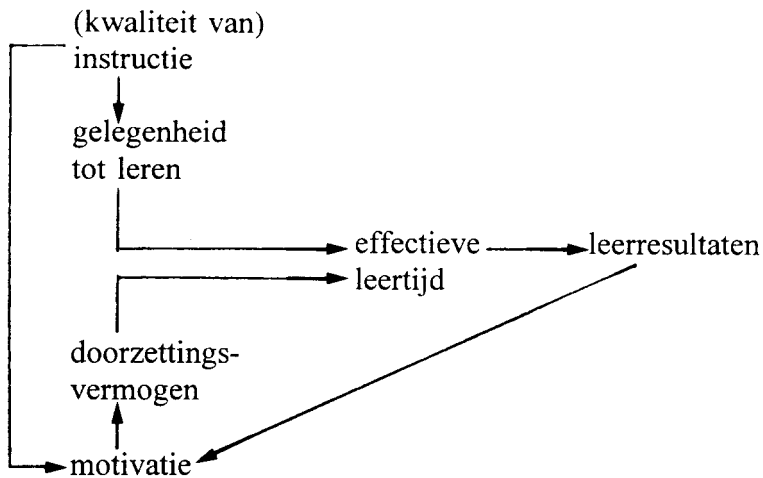 (kwaliteit van)
instructie
gelegenheid
tot leren
effectieve
leertijd
leerresultaten
doorzettings-
vermogen
motivatie